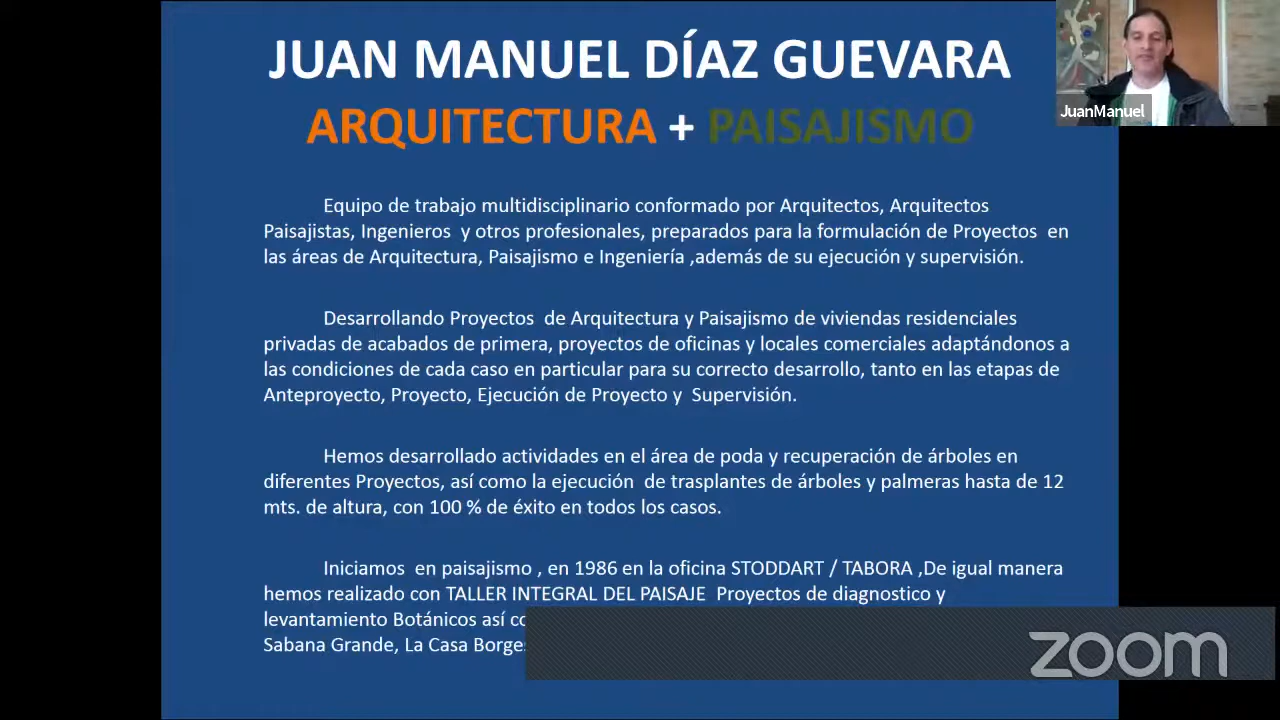 JUAN MANUEL DÍAZ GUEVARA
ARQUITECTURA + PAISAJISMO
JuanManuel
Equipo de trabajo multidisciplinario conformado por Arquitectos, Arquitectos
Paisajistas, Ingenieros y otros profesionales, preparados para la formulación de Proyectos en
las áreas de Arquitectura, Paisajismo e Ingeniería ,además de su ejecución y supervisión.
Desarrollando Proyectos de Arquitectura y Paisajismo de viviendas residenciales
privadas de acabados de primera, proyectos de oficinas y locales comerciales adaptándonos a
las condiciones de cada caso en particular para su correcto desarrollo, tanto en las etapas de
Anteproyecto, Proyecto, Ejecución de Proyecto y Supervisión.
Hemos desarrollado actividades en el área de poda y recuperación de árboles en
diferentes Proyectos, así como la ejecución de trasplantes de árboles y palmeras hasta de 12
mts. de altura, con 100 % de éxito en todos los casos.
Iniciamos en paisajismo , en 1986 en la oficina STODDART / TABORA ,De igual manera
hemos realizado con TALLER INTEGRAL DEL PAISAJE Proyectos de diagnostico y
levantamiento Botánicos así
Sabana Grande, La Casa
zoom